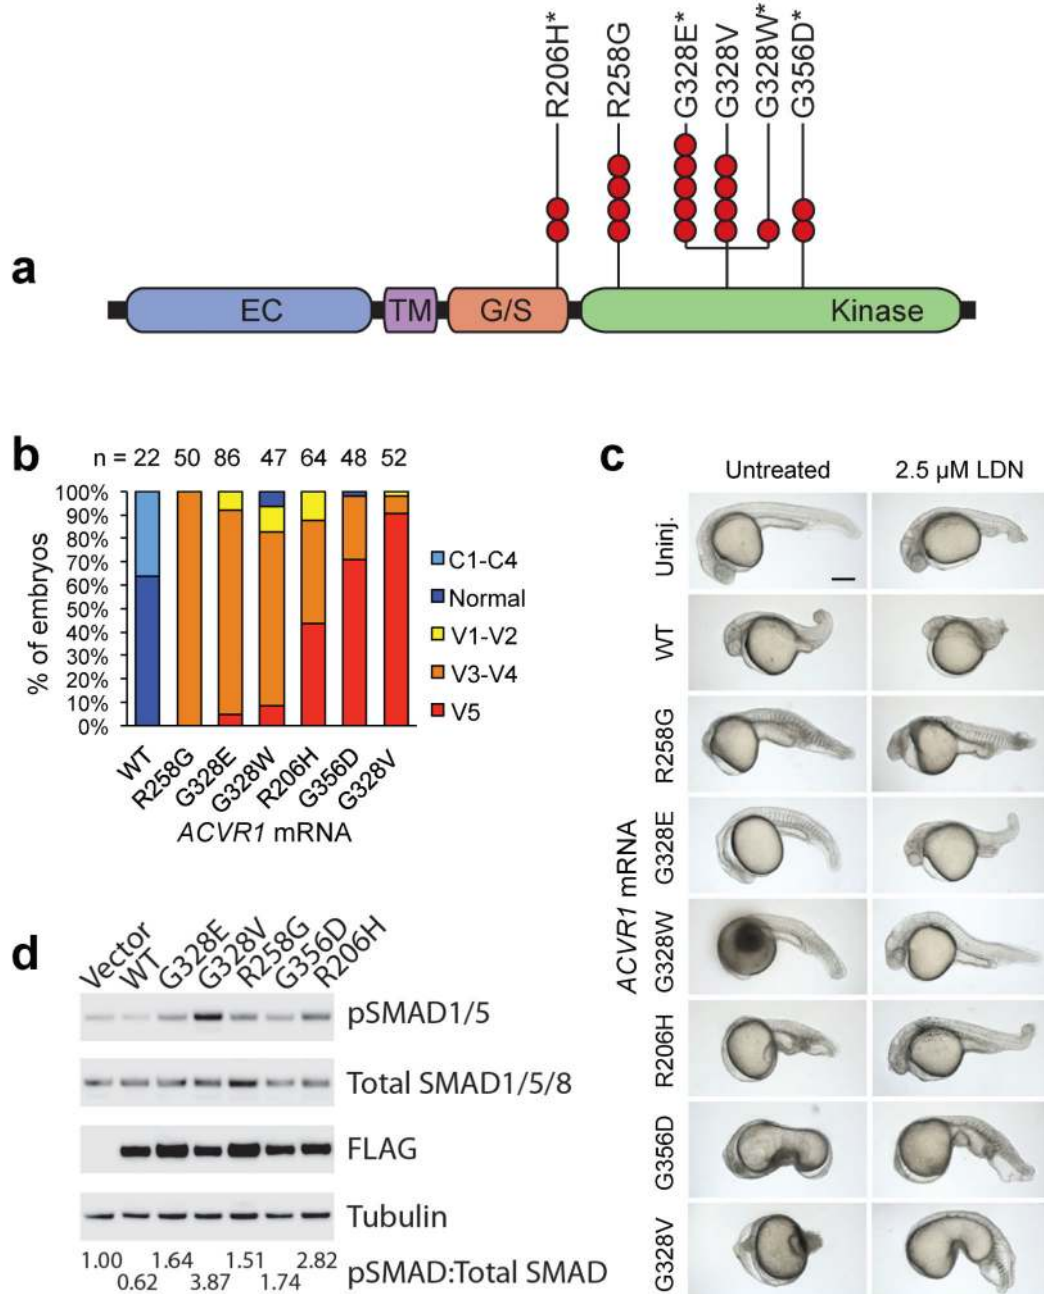 R206H*
R258G
G328E*
G328V
G328W*
G356D*
a
EC
TM
G/S
Kinase
b
n = 22 50 86 47 64 48 52
100%
90%
80%
70%
60%
50%
40%
30%
20%
10%
0%
% of embryos
C1-C4
Normal
V1-V2
V3-V4
V5
WT
R258G
G328E
G328W
R206H
G356D
G328V
ACVR1 mRNA
c
Untreated
2.5 µM LDN
Uninj.
WT
R258G
G328E
G328W
R206H
G356D
G328V
ACVR1 mRNA
d
Vector
WT
G328E
G328V
R258G
G356D
R206H
pSMAD1/5
Total SMAD1/5/8
FLAG
Tubulin
1.00 0.62 1.64 3.87 1.51 1.74 2.82
pSMAD:Total SMAD